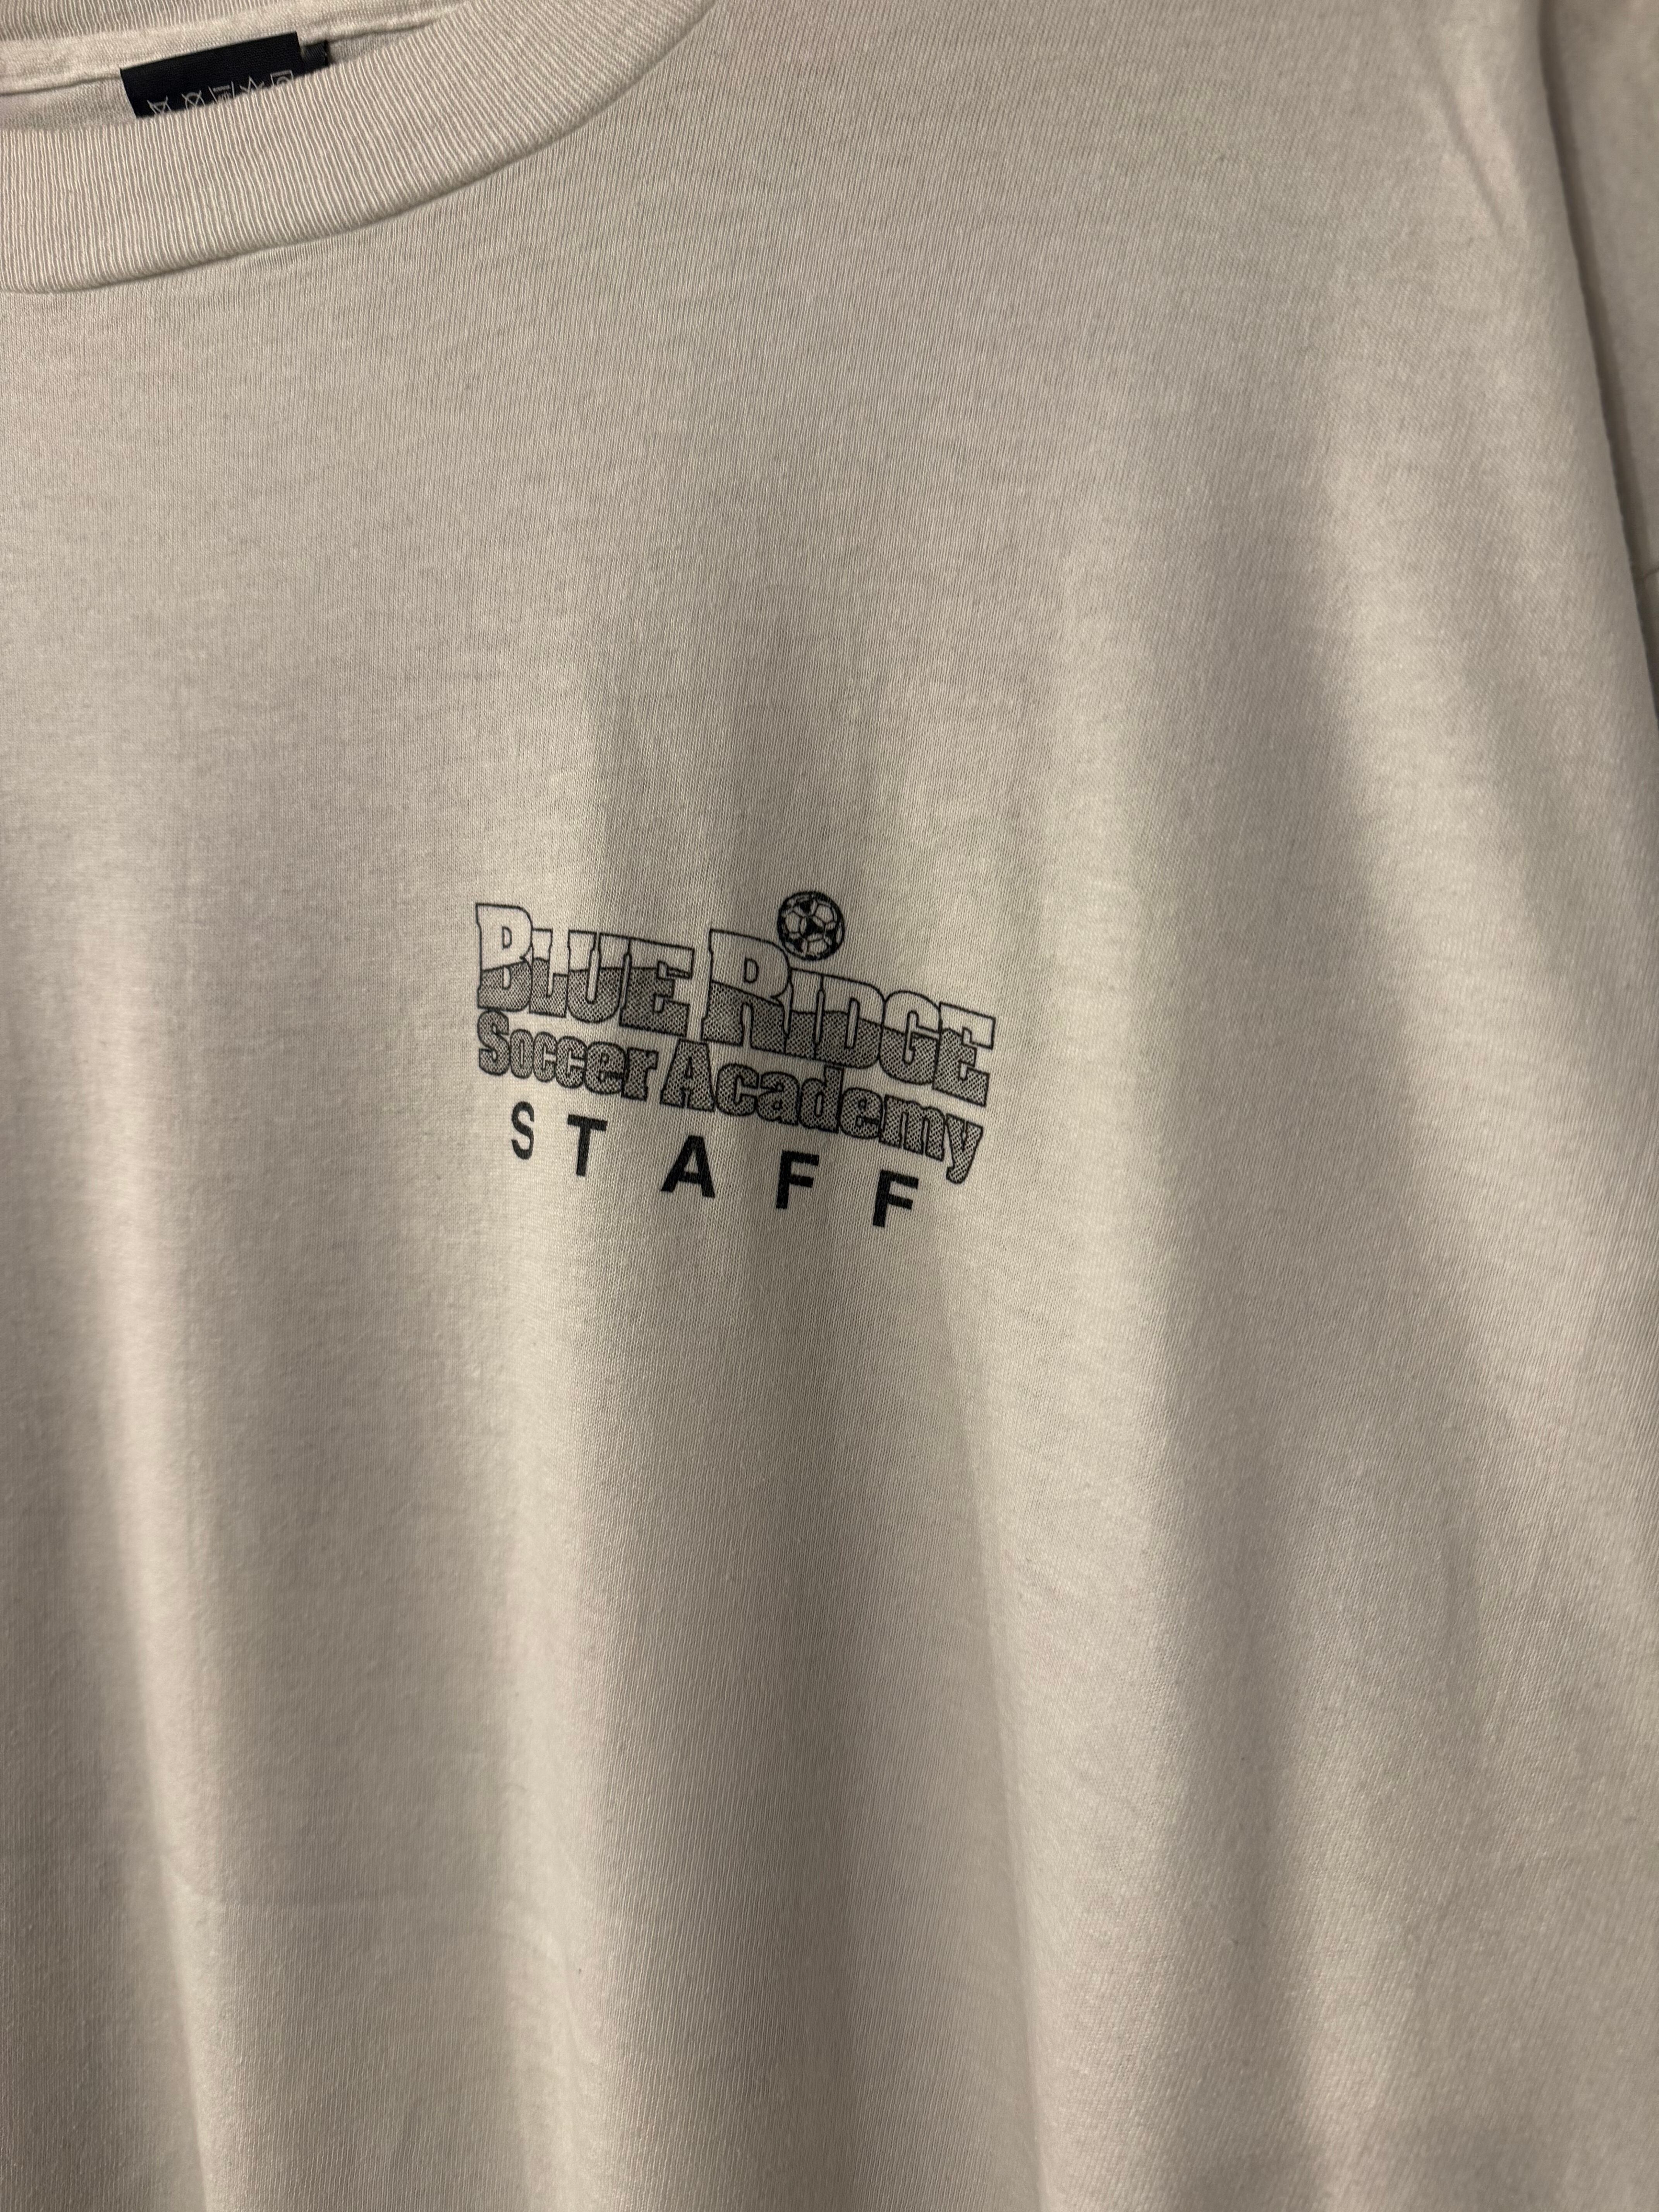 BLUE RIDGE
Soccer Academy
STAFF